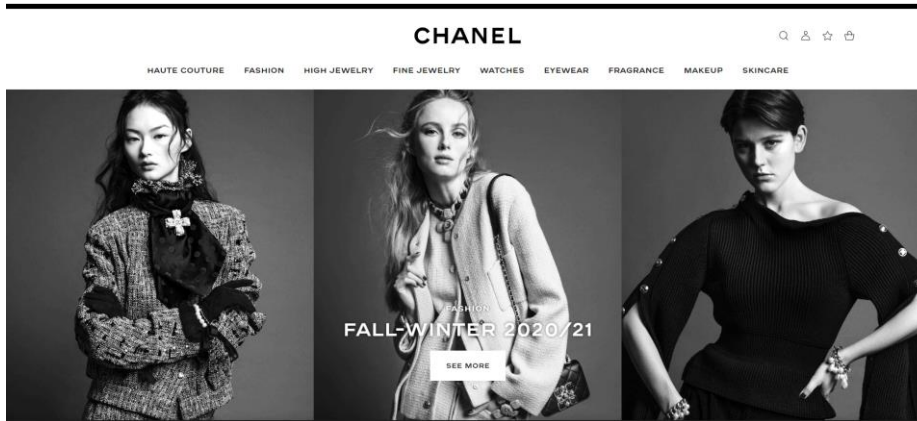 CHANEL
HAUTE COUTURE FASHION HIGH JEWELRY FINE JEWELRY WATCHES EYEWEAR FRAGRANCE MAKEUP SKINCARE
FASHION
FALL-WINTER 2020/21
SEE MORE